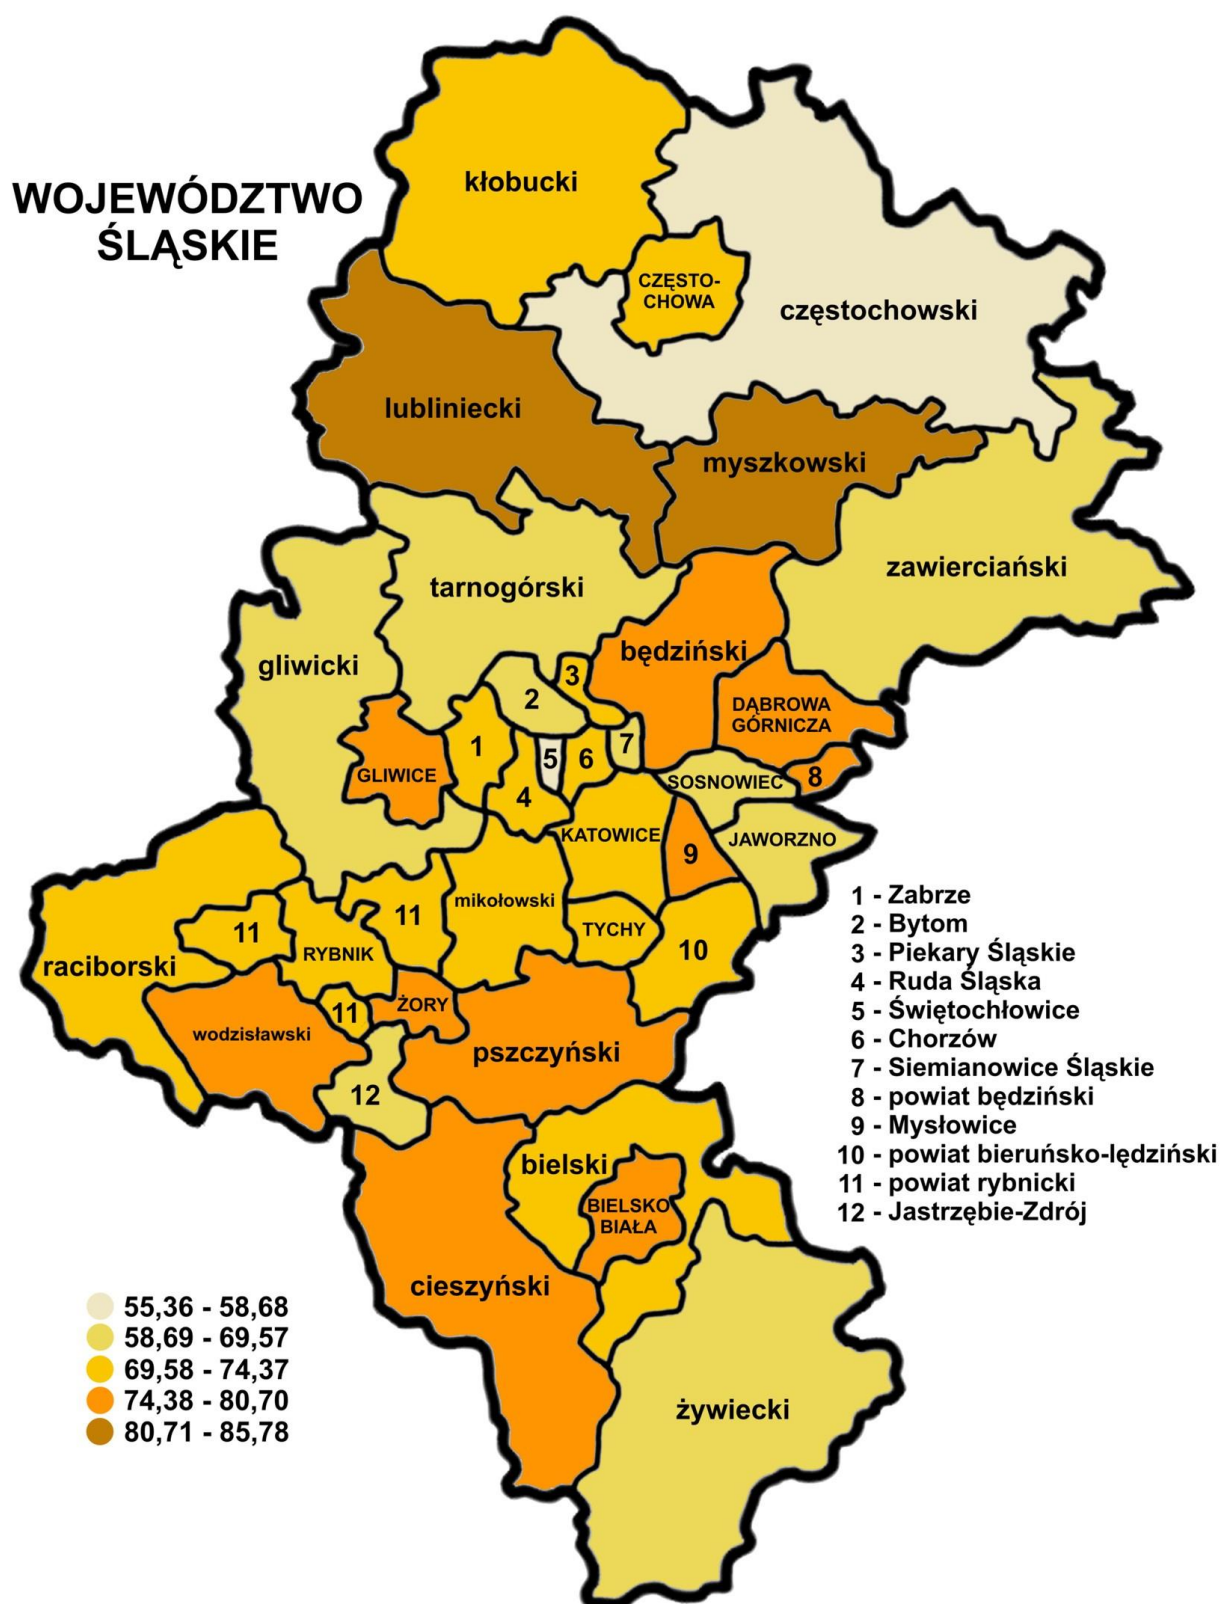 WOJEWÓDZTWO
ŚLĄSKIE
kłobucki
CZĘSTO-
CHOWA
częstochowski
lubliniecki
myszkowski
zawierciański
tarnogórski
gliwicki
będziński
3
2
DĄBROWA
GÓRNICZA
1
7
5
6
GLIWICE
SOSNOWIEC
8
4
KATOWICE
JAWORZNO
9
mikołowski
11
11
TYCHY
RYBNIK
10
raciborski
ŻORY
11
wodzisławski
pszczyński
12
bielski
BIELSKO
BIAŁA
cieszyński
żywiecki
1 - Zabrze
2 - Bytom
3 - Piekary Śląskie
4 - Ruda Śląska
5 - Świętochłowice
6 - Chorzów
7 - Siemianowice Śląskie
8 - powiat będziński
9 - Mysłowice
10 - powiat bieruńsko-lędziński
11 - powiat rybnicki
12 - Jastrzębie-Zdrój
55,36 - 58,68
58,69 - 69,57
69,58 - 74,37
74,38 - 80,70
80,71 - 85,78